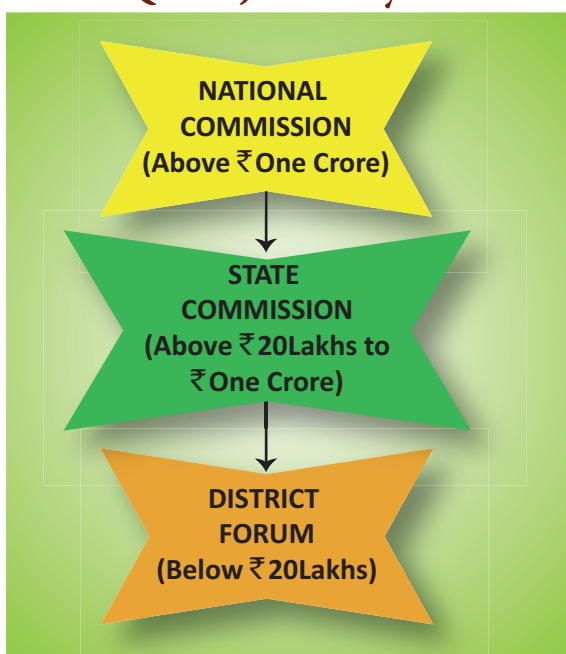 NATIONAL
COMMISSION
(Above ₹One Crore)
STATE
COMMISSION
(Above ₹20Lakhs to
₹One Crore)
DISTRICT
FORUM
(Below ₹20Lakhs)